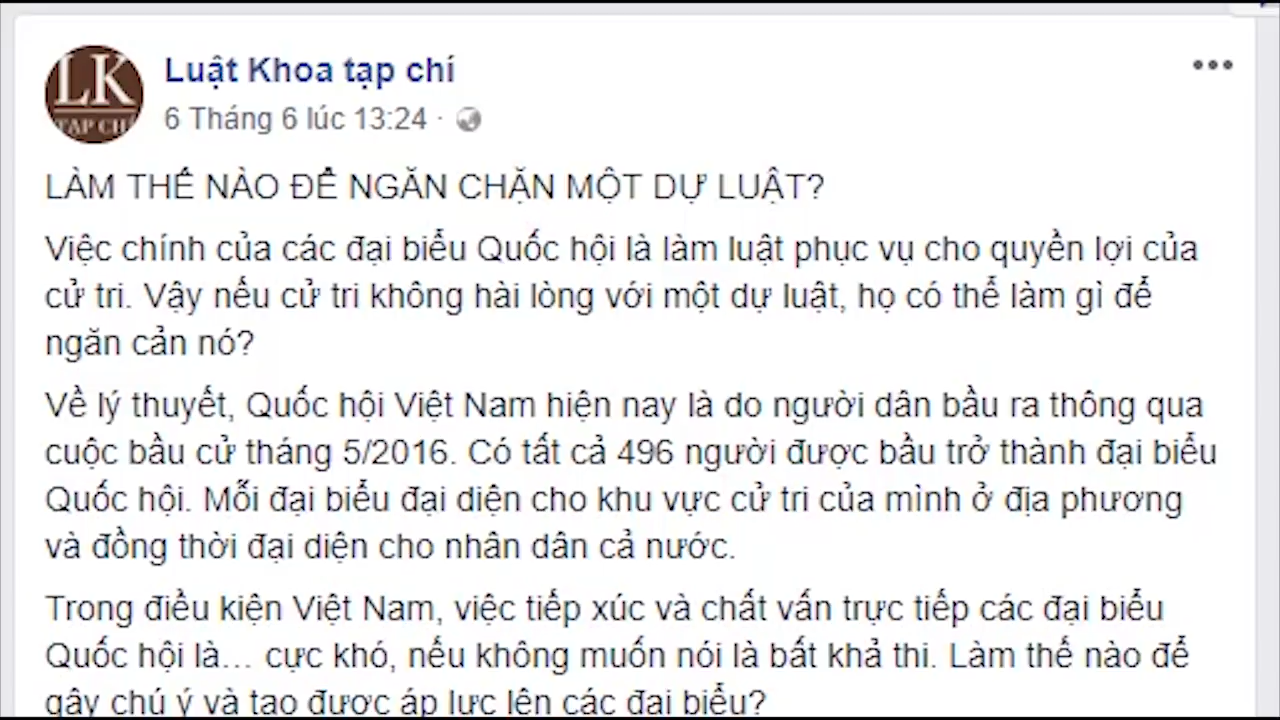 LK
TẠP CHÍ
Luật Khoa tạp chí
6 Tháng 6 lúc 13:24 ·
LÀM THẾ NÀO ĐỂ NGĂN CHẶN MỘT DỰ LUẬT?
Việc chính của các đại biểu Quốc hội là làm luật phục vụ cho quyền lợi của
cử tri. Vậy nếu cử tri không hài lòng với một dự luật, họ có thể làm gì để
ngăn cản nó?
Về lý thuyết, Quốc hội Việt Nam hiện nay là do người dân bầu ra thông qua
cuộc bầu cử tháng 5/2016. Có tất cả 496 người được bầu trở thành đại biểu
Quốc hội. Mỗi đại biểu đại diện cho khu vực cử tri của mình ở địa phương
và đồng thời đại diện cho nhân dân cả nước.
Trong điều kiện Việt Nam, việc tiếp xúc và chất vấn trực tiếp các đại biểu
Quốc hội là... cực khó, nếu không muốn nói là bất khả thi. Làm thế nào để
gây chú ý và tạo được áp lực lên các đại biểu?